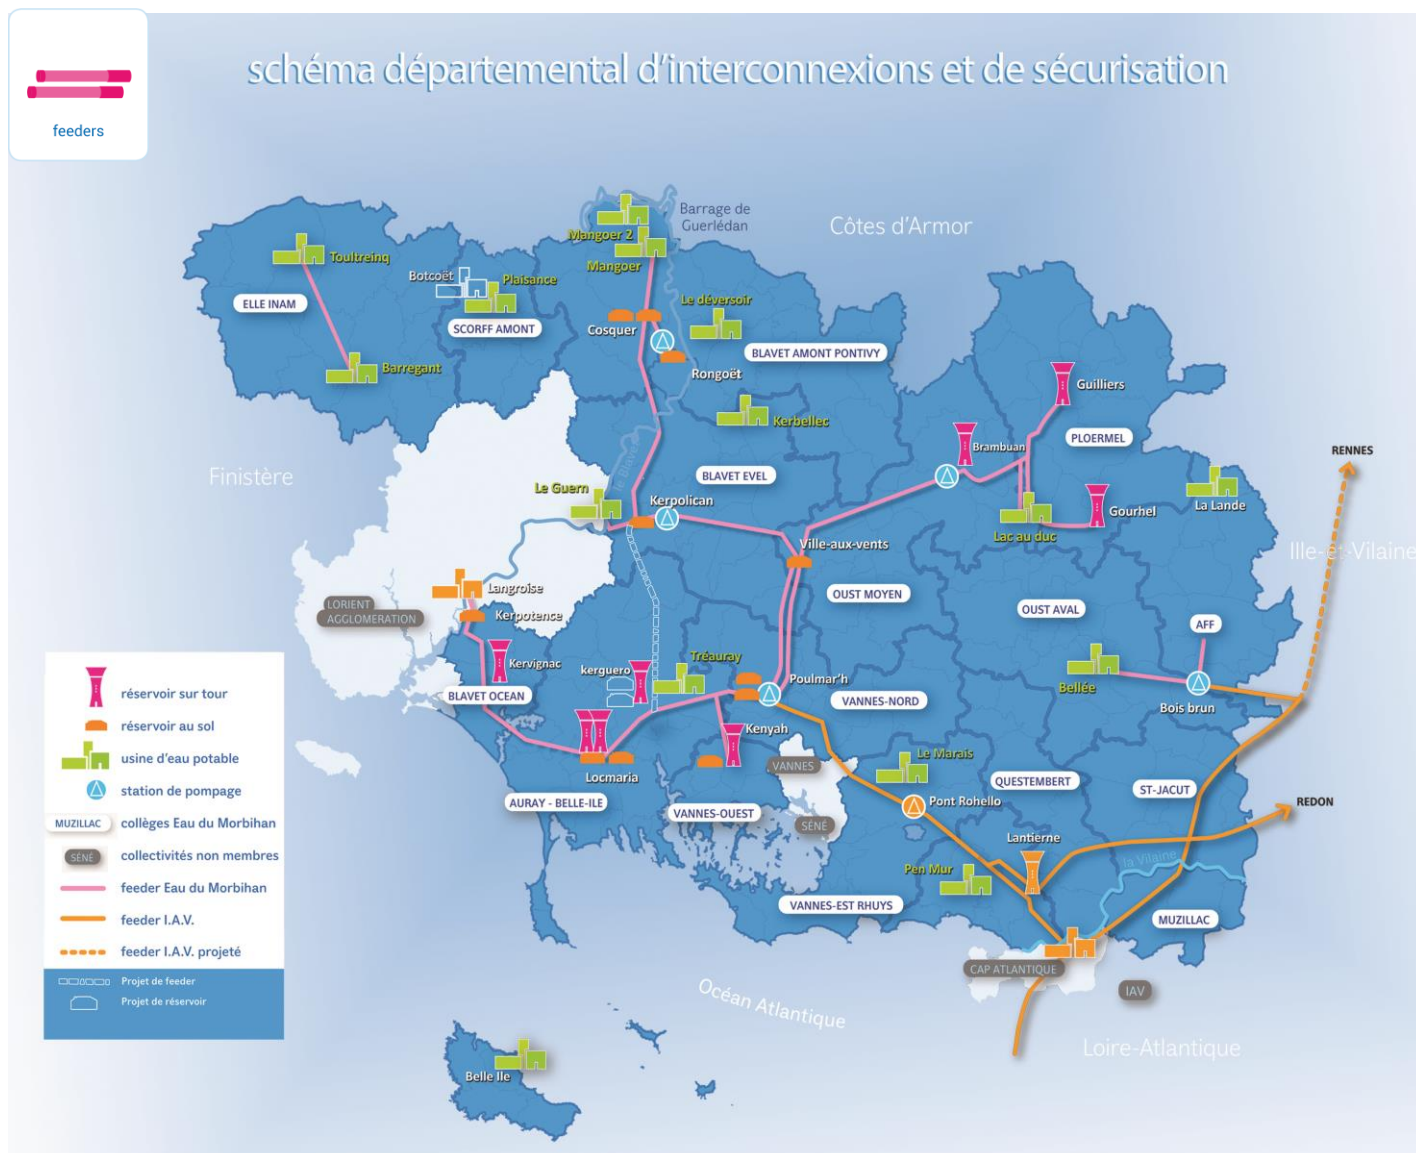 feeders
schéma départemental d'interconnexions et de sécurisation
Barrage de
Guerlédan
Côtes d'Armor
Mangoer 2
Mangoer
Toultreinq
Botcoët
Plaisance
ELLE INAM
SCORFF AMONT
Cosquer
Le déversoir
BLAVET AMONT PONTIVY
Rongoët
Barregant
Guilliers
Kerbellec
Brambuan
PLOERMEL
RENNES
Finistère
le Blavet
BLAVET EVEL
Le Guern
Kerpolican
La Lande
Gourhel
Lac au duc
Ville-aux-vents
Ille-et-Vilaine
Langroise
OUST MOYEN
LORIENT
AGGLOMERATION
Kerpotence
OUST AVAL
AFF
Kervignac
kerguero
Tréauray
BLAVET OCEAN
Poulmar'h
VANNES-NORD
Bellée
Bois brun
Kenyah
Locmaria
VANNES
Le Marais
QUESTEMBERT
ST-JACUT
AURAY - BELLE-ILE
VANNES-OUEST
Pont Rohello
REDON
SÉNÉ
Lantierne
la Vilaine
Pen Mur
VANNES-EST RHUYS
MUZILLAC
CAP ATLANTIQUE
IAV
Océan Atlantique
Loire-Atlantique
Belle Ile
réservoir sur tour
réservoir au sol
usine d'eau potable
station de pompage
MUZILLAC collèges Eau du Morbihan
SÉNÉ collectivités non membres
feeder Eau du Morbihan
feeder I.A.V.
feeder I.A.V. projeté
Projet de feeder
Projet de réservoir